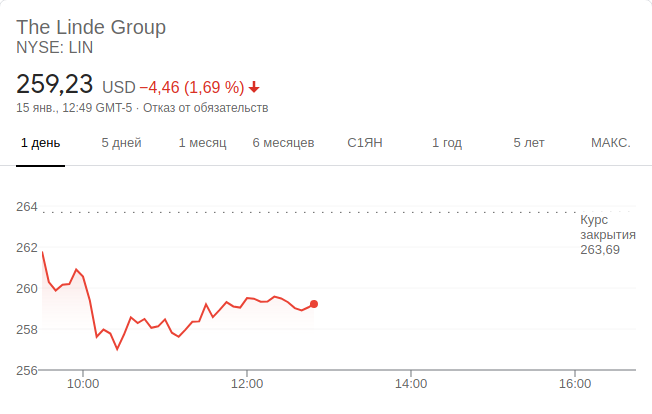 The Linde Group
NYSE: LIN
259,23 USD −4,46 (1,69 %)
15 янв., 12:49 GMT-5 · Отказ от обязательств
1 день 5 дней 1 месяц 6 месяцев С1ЯН 1 год 5 лет МАКС.
264
Курс
закрытия
263,69
262
260
258
256
10:00 12:00 14:00 16:00